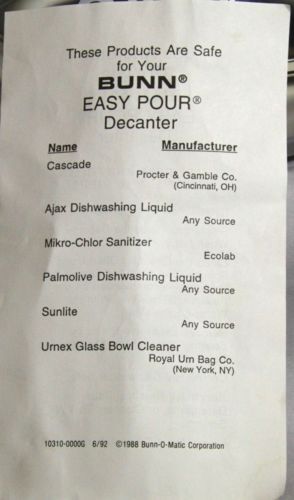 These Products Are Safe
for Your
BUNN®
EASY POUR®
Decanter
Name Manufacturer
Cascade
Procter & Gamble Co.
(Cincinnati, OH)
Ajax Dishwashing Liquid
Any Source
Mikro-Chlor Sanitizer
Ecolab
Palmolive Dishwashing Liquid
Any Source
Sunlite
Any Source
Urnex Glass Bowl Cleaner
Royal Urn Bag Co.
(New York, NY)
10310-0000G 6/92 ©1988 Bunn-O-Matic Corporation